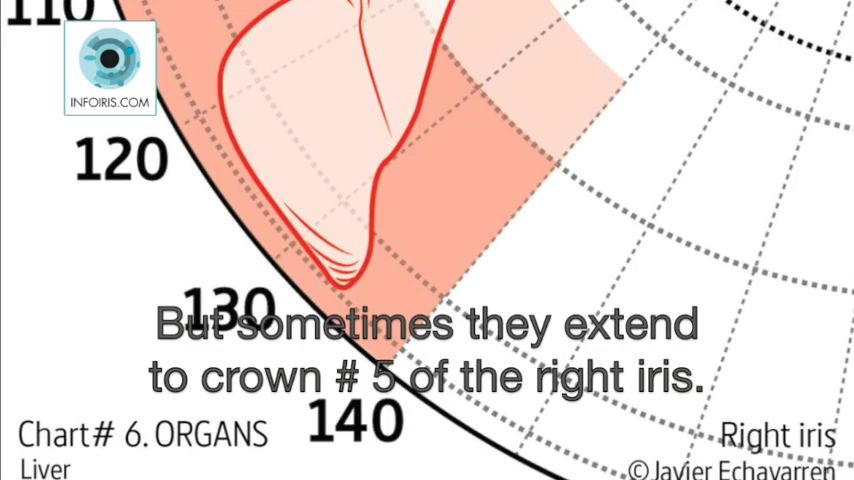 110
INFOIRIS.COM
120
130
But sometimes they extend
to crown # 5 of the right iris.
140
Chart# 6. ORGANS
Liver
Right iris
©Javier Echavarren